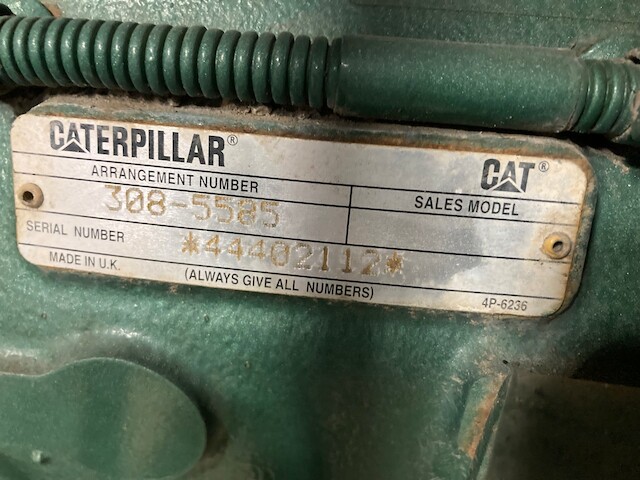 CATERPILLAR®
CAT®
ARRANGEMENT NUMBER
SALES MODEL
308-5585
SERIAL NUMBER
*44402112*
MADE IN U.K.
(ALWAYS GIVE ALL NUMBERS)
4P-6236